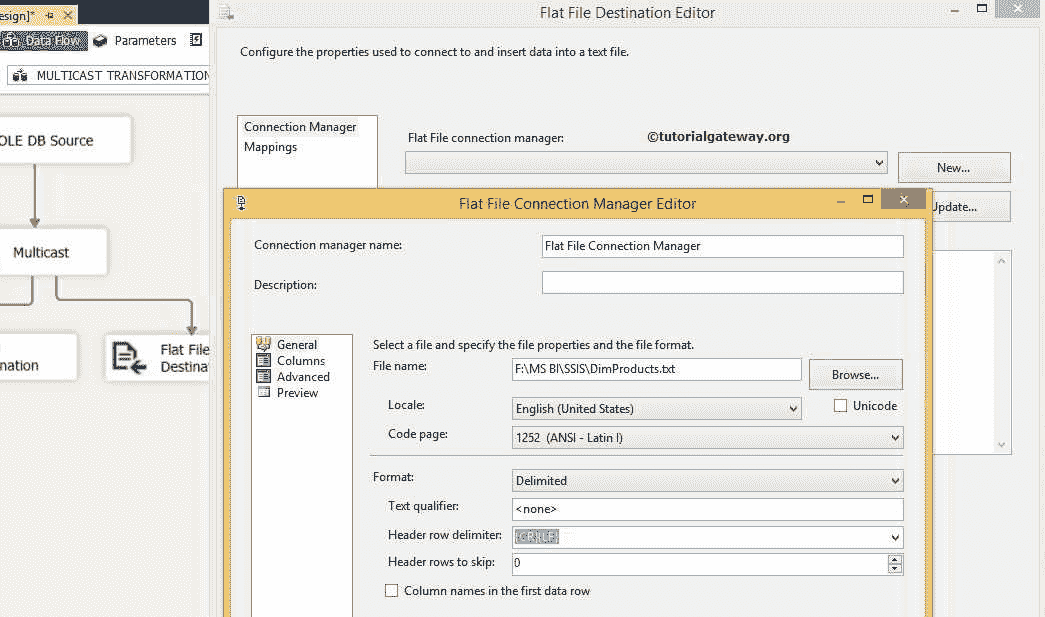 esign]*
Flat File Destination Editor
Data Flow
Parameters
Configure the properties used to connect to and insert data into a text file.
MULTICAST TRANSFORMATION
Connection Manager
Mappings
Flat File connection manager:
©tutorialgateway.org
New...
Update...
OLE DB Source
Multicast
nation
Flat File
Destina
Flat File Connection Manager Editor
Connection manager name:
Flat File Connection Manager
Description:
General
Columns
Advanced
Preview
Select a file and specify the file properties and the file format.
File name:
F:\MS BI\SSIS\DimProducts.txt
Browse...
Locale:
English (United States)
Unicode
Code page:
1252 (ANSI - Latin I)
Format:
Delimited
Text qualifier:
<none>
Header row delimiter:
{CR}{LF}
Header rows to skip:
0
Column names in the first data row